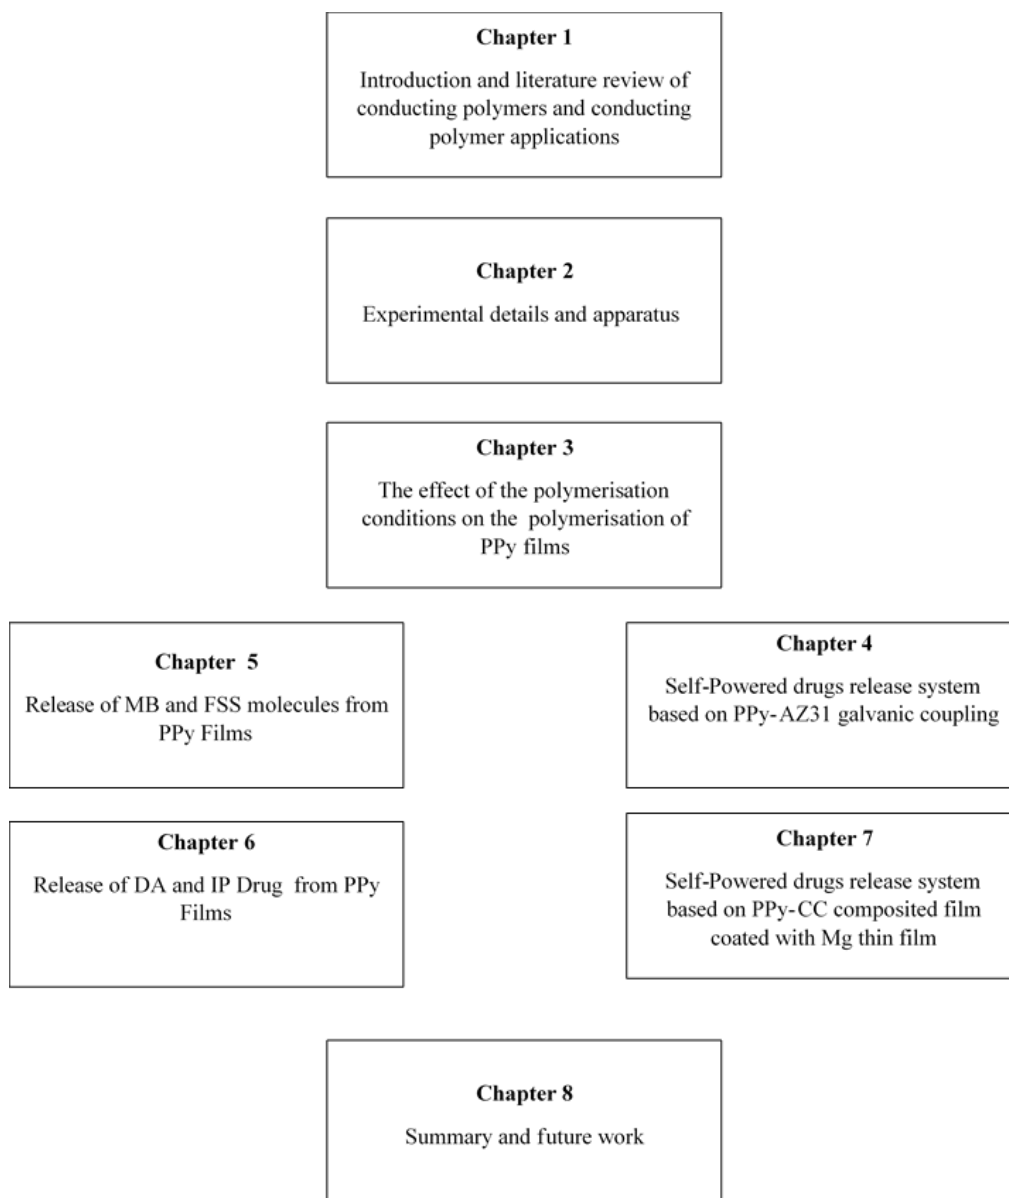 Chapter 1
Introduction and literature review of
conducting polymers and conducting
polymer applications
Chapter 2
Experimental details and apparatus
Chapter 3
The effect of the polymerisation
conditions on the polymerisation of
PPy films
Chapter 5
Release of MB and FSS molecules from
PPy Films
Chapter 4
Self-Powered drugs release system
based on PPy-AZ31 galvanic coupling
Chapter 6
Release of DA and IP Drug from PPy
Films
Chapter 7
Self-Powered drugs release system
based on PPy-CC composited film
coated with Mg thin film
Chapter 8
Summary and future work